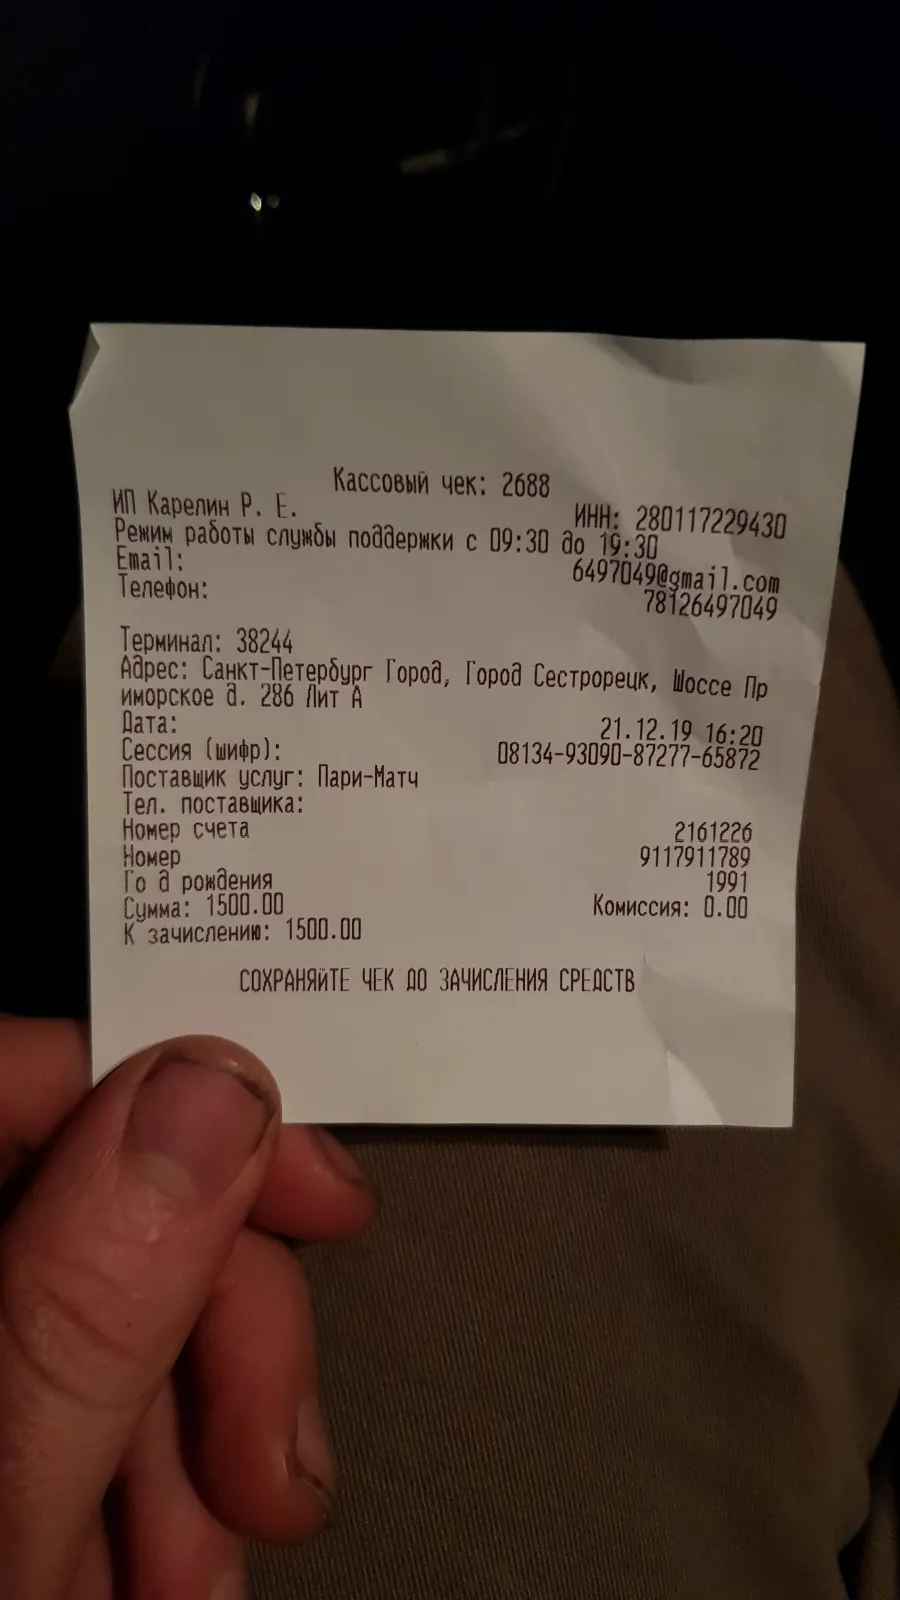 Кассовый чек: 2688
ИП Карелин Р. Е. ИНН: 280117229430
Режим работы службы поддержки с 09:30 до 19:30
Email: 6497049@gmail.com
Телефон: 78126497049
Терминал: 38244
Адрес: Санкт-Петербург Город, Город Сестрорецк, Шоссе Пр
иморское д. 286 Лит А
Дата: 21.12.19 16:20
Сессия (шифр): 08134-93090-87277-65872
Поставщик услуг: Пари-Матч
Тел. поставщика:
Номер счета 2161226
Номер 9117911789
Го д рождения 1991
Сумма: 1500.00 Комиссия: 0.00
К зачислению: 1500.00
СОХРАНЯЙТЕ ЧЕК ДО ЗАЧИСЛЕНИЯ СРЕДСТВ